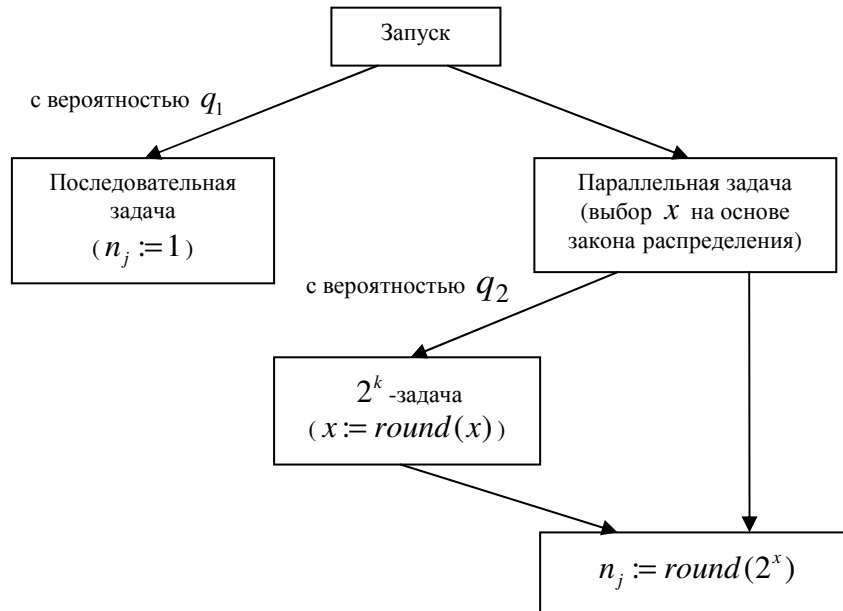 Запуск
с вероятностью q₁
Последовательная
задача
( nⱼ := 1 )
Параллельная задача
(выбор x на основе
закона распределения)
с вероятностью q₂
2ᵏ -задача
( x := round(x) )
nⱼ := round(2ˣ)